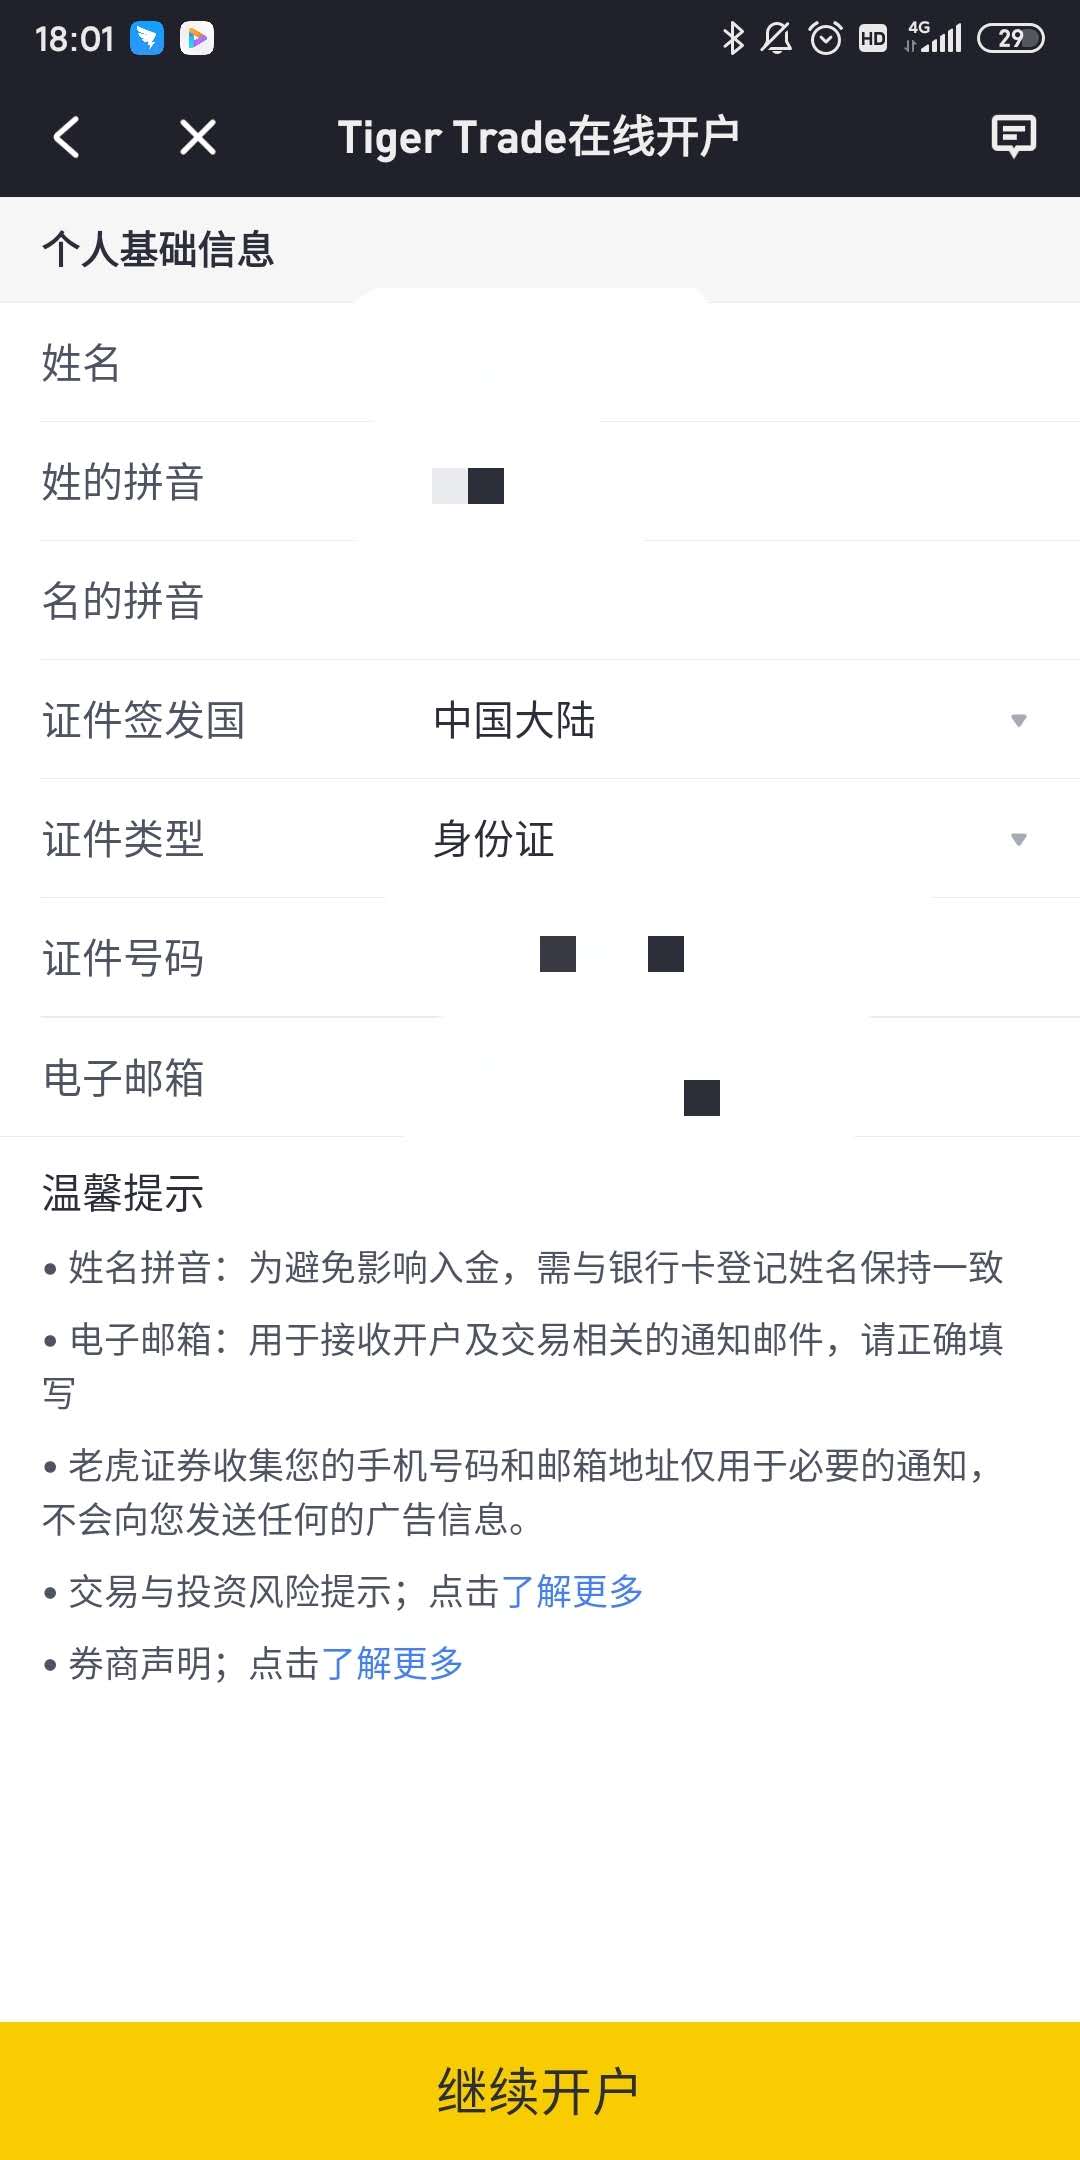 18:01 HD 4G 29
Tiger Trade在线开户
个人基础信息
姓名
姓的拼音
名的拼音
证件签发国 中国大陆
证件类型 身份证
证件号码
电子邮箱
温馨提示
• 姓名拼音：为避免影响入金，需与银行卡登记姓名保持一致
• 电子邮箱：用于接收开户及交易相关的通知邮件，请正确填
写
• 老虎证券收集您的手机号码和邮箱地址仅用于必要的通知，
不会向您发送任何的广告信息。
• 交易与投资风险提示；点击了解更多
• 券商声明；点击了解更多
继续开户